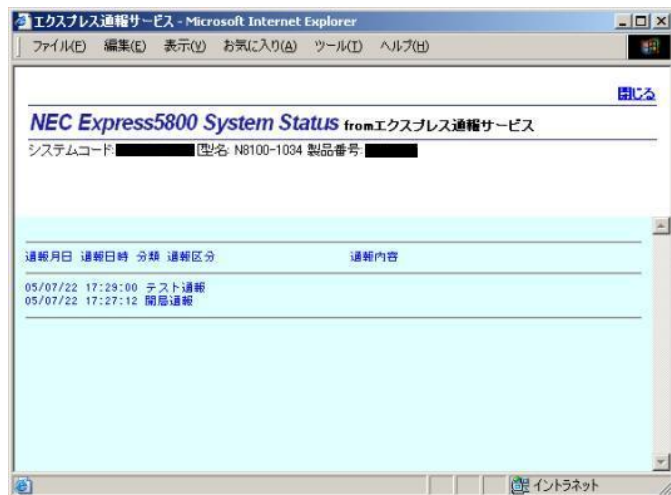 エクスプレス通報サービス - Microsoft Internet Explorer
ファイル(F) 編集(E) 表示(V) お気に入り(A) ツール(T) ヘルプ(H)
閉じる
NEC Express5800 System Status fromエクスプレス通報サービス
システムコード: 型名: N8100-1034 製品番号:
通報月日 通報日時 分類 通報区分 通報内容
05/07/22 17:29:00 テスト通報
05/07/22 17:27:12 開局通報
イントラネット